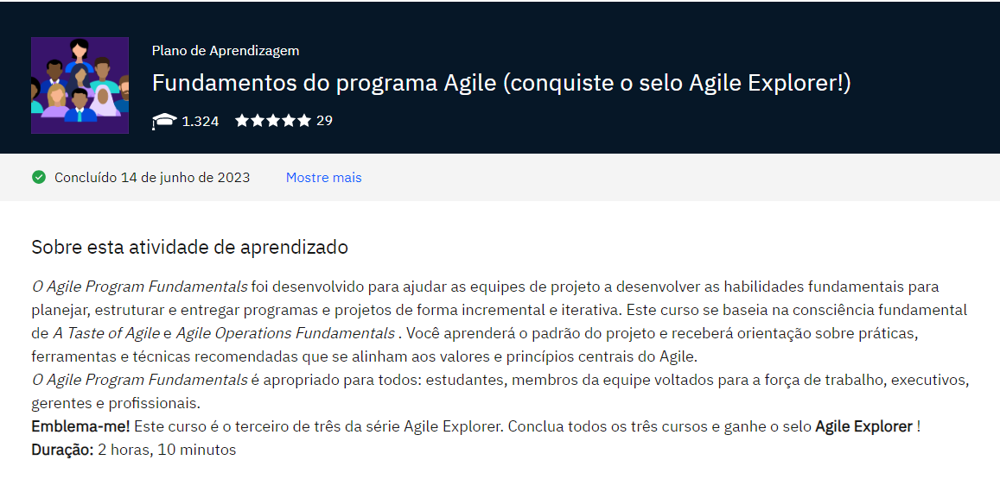 Plano de Aprendizagem
Fundamentos do programa Agile (conquiste o selo Agile Explorer!)
1.324 29
Concluído 14 de junho de 2023 Mostre mais
Sobre esta atividade de aprendizado
O Agile Program Fundamentals foi desenvolvido para ajudar as equipes de projeto a desenvolver as habilidades fundamentais para
planejar, estruturar e entregar programas e projetos de forma incremental e iterativa. Este curso se baseia na consciência fundamental
de A Taste of Agile e Agile Operations Fundamentals . Você aprenderá o padrão do projeto e receberá orientação sobre práticas,
ferramentas e técnicas recomendadas que se alinham aos valores e princípios centrais do Agile.
O Agile Program Fundamentals é apropriado para todos: estudantes, membros da equipe voltados para a força de trabalho, executivos,
gerentes e profissionais.
Emblema-me! Este curso é o terceiro de três da série Agile Explorer. Conclua todos os três cursos e ganhe o selo Agile Explorer !
Duração: 2 horas, 10 minutos